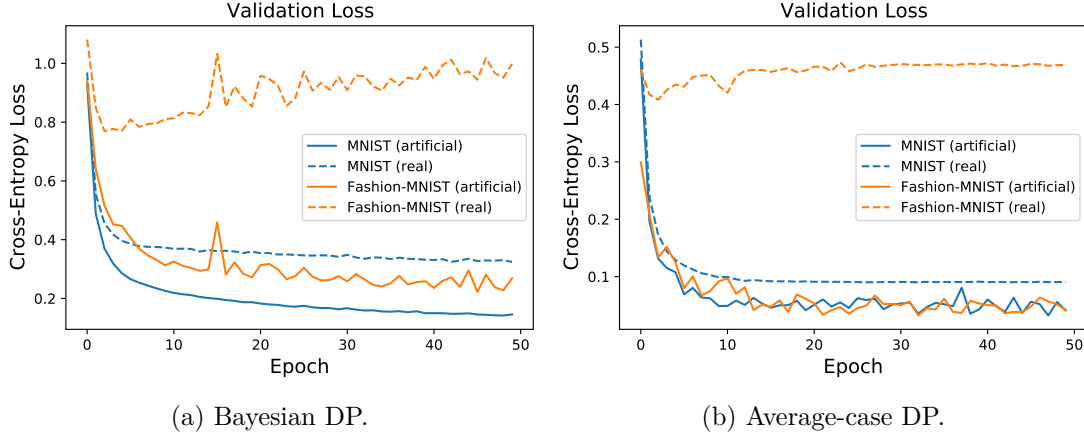 Validation Loss
Cross-Entropy Loss
1.0
0.8
0.6
0.4
0.2
MNIST (artificial)
MNIST (real)
Fashion-MNIST (artificial)
Fashion-MNIST (real)
0 10 20 30 40 50
Epoch
(a) Bayesian DP.
Validation Loss
Cross-Entropy Loss
0.5
0.4
0.3
0.2
0.1
MNIST (artificial)
MNIST (real)
Fashion-MNIST (artificial)
Fashion-MNIST (real)
0 10 20 30 40 50
Epoch
(b) Average-case DP.